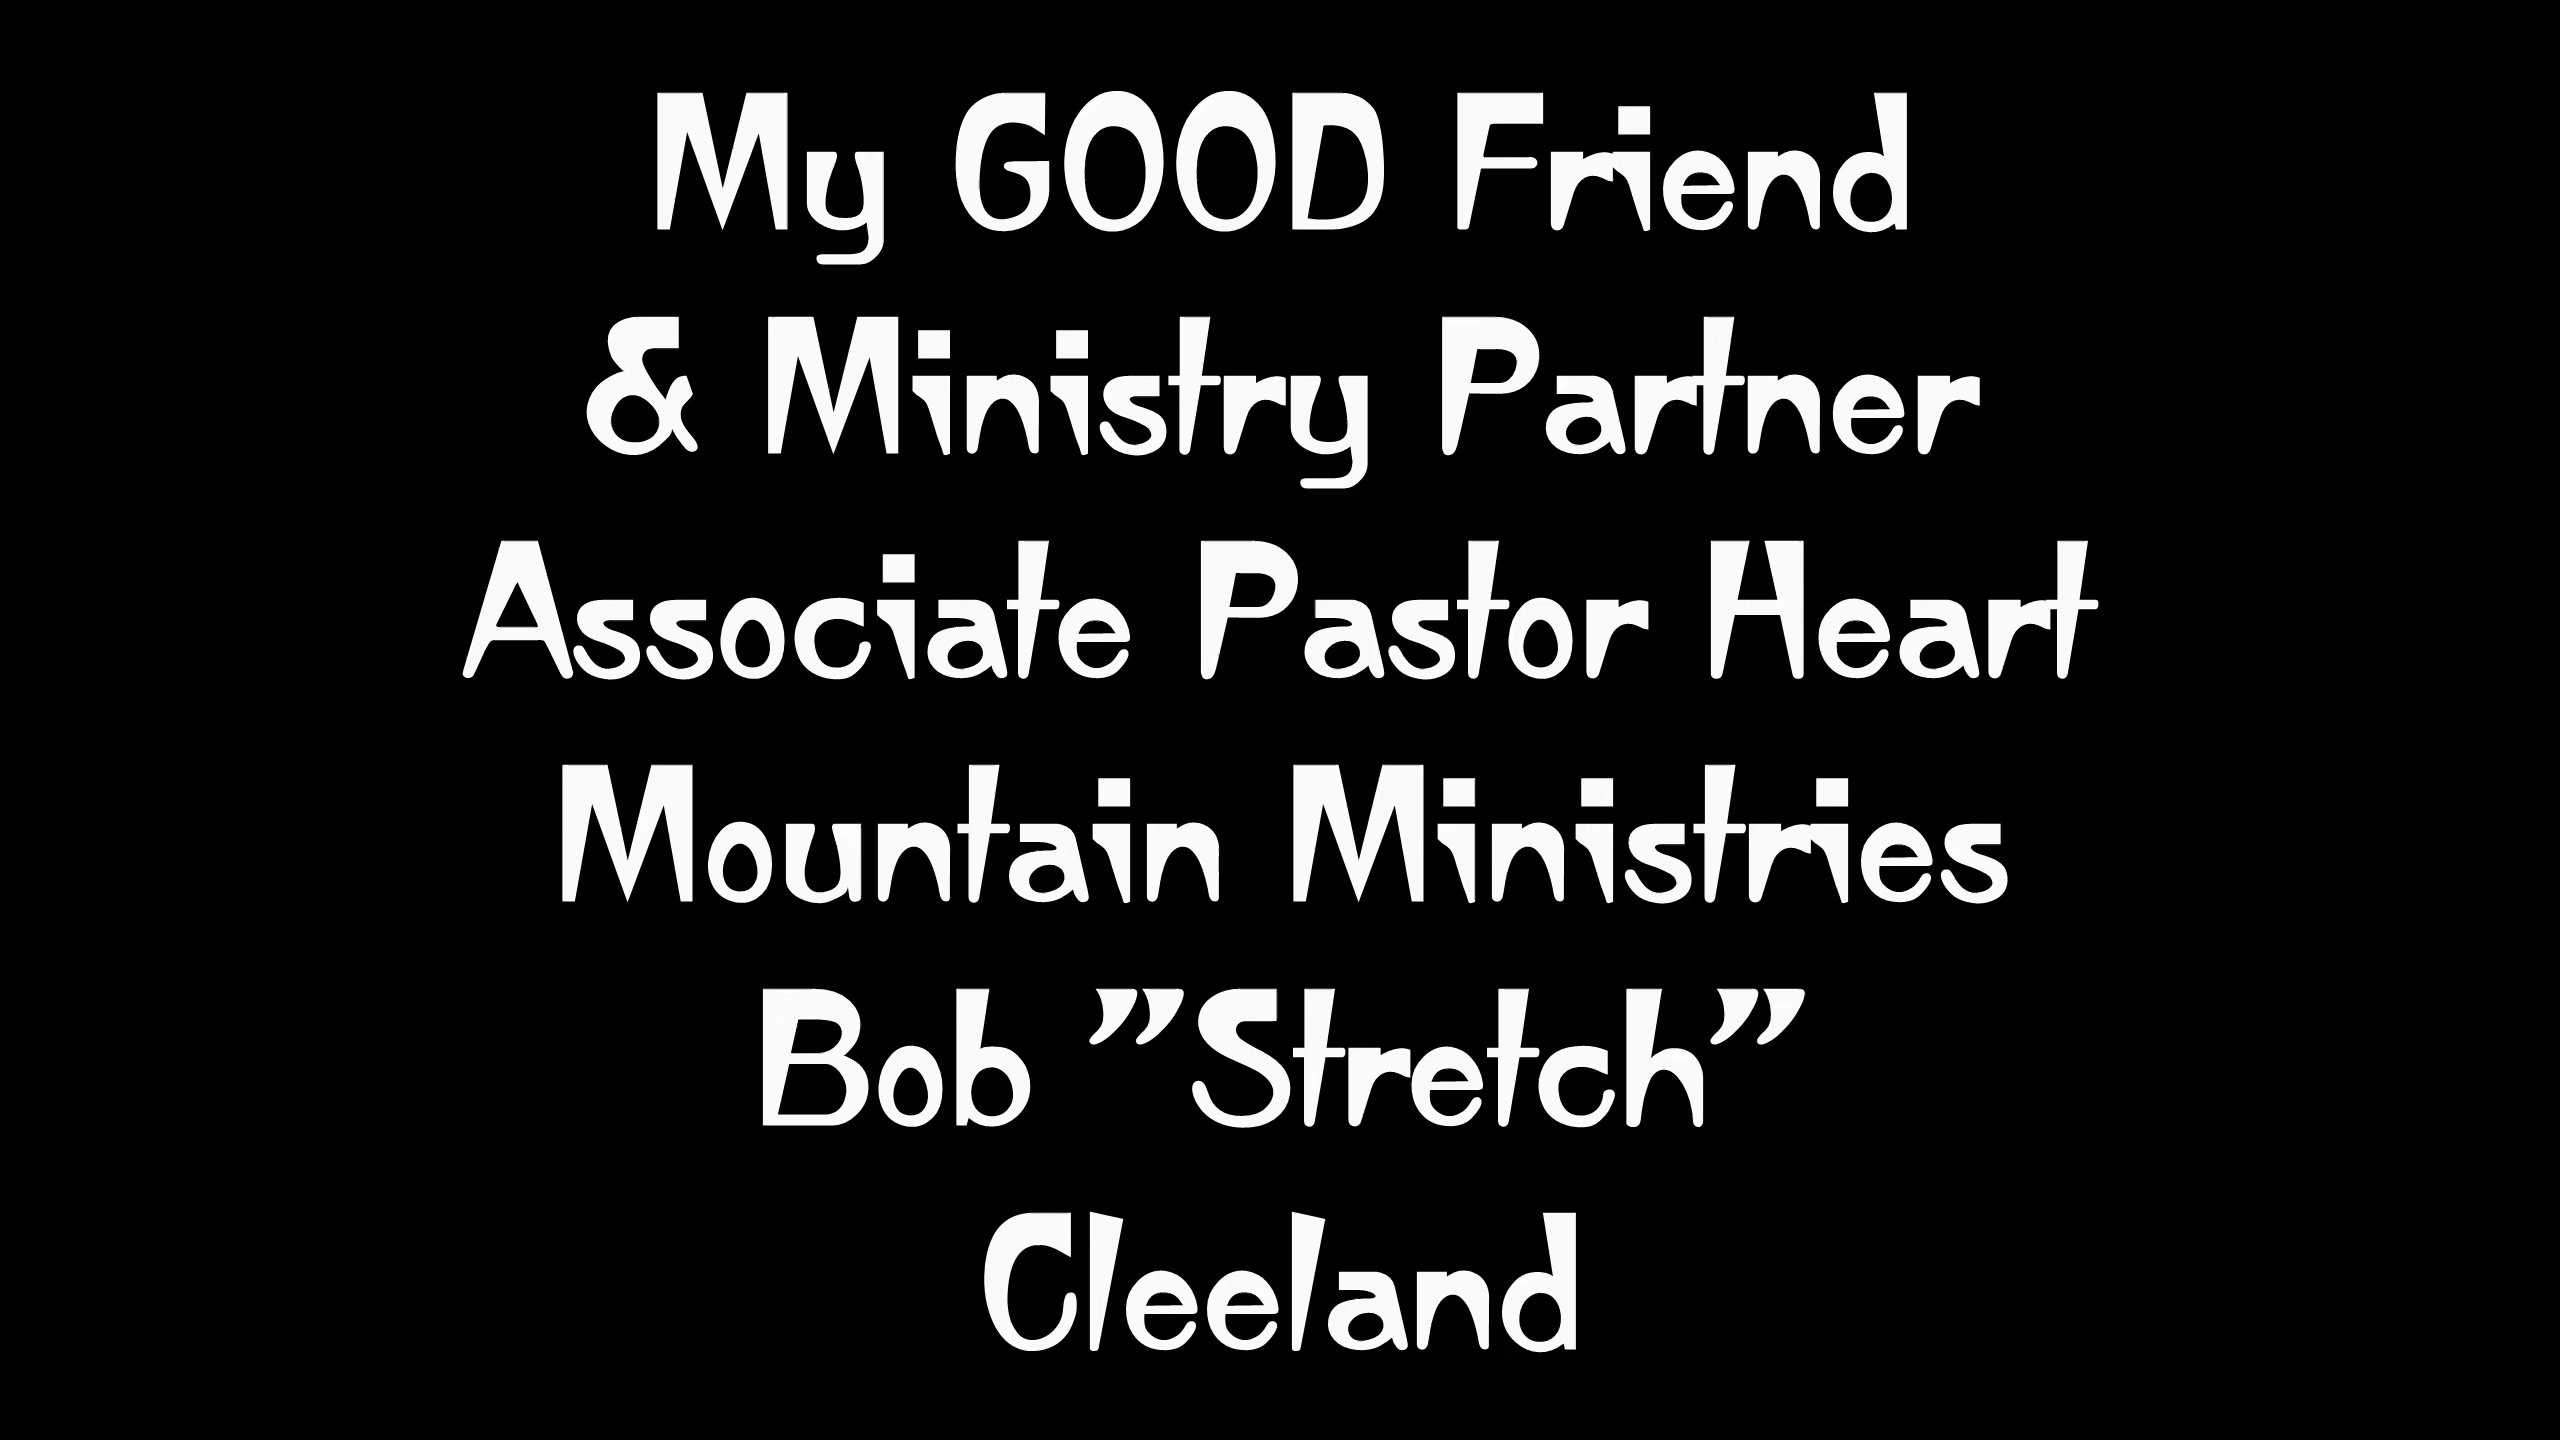 My GOOD Friend
& Ministry Partner
Associate Pastor Heart
Mountain Ministries
Bob ”Stretch”
Cleeland